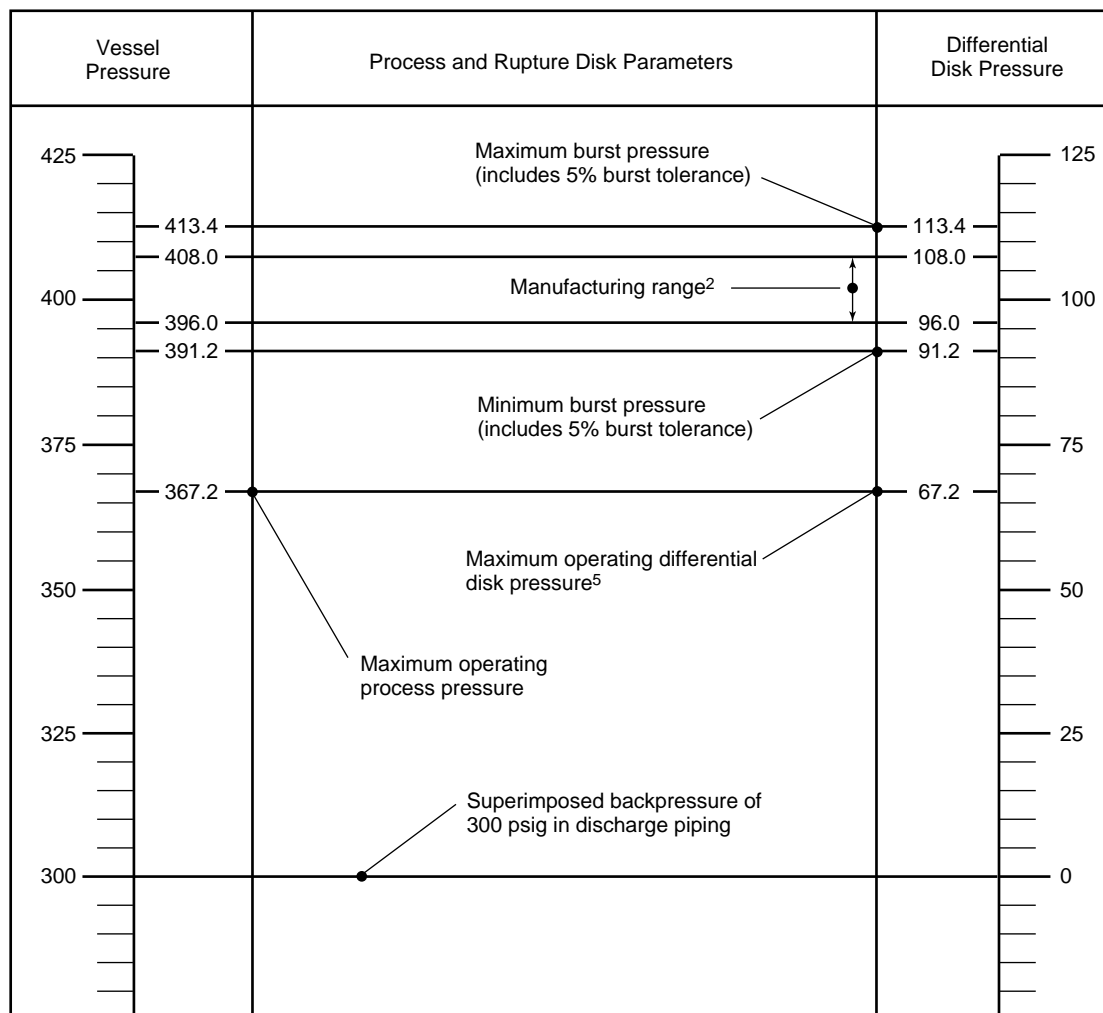 Vessel
Pressure
Process and Rupture Disk Parameters
Differential
Disk Pressure
Maximum burst pressure
(includes 5% burst tolerance)
425
125
413.4
113.4
408.0
108.0
Manufacturing range2
400
100
396.0
96.0
391.2
91.2
Minimum burst pressure
(includes 5% burst tolerance)
375
75
367.2
67.2
Maximum operating differential
disk pressure5
350
50
Maximum operating
process pressure
325
25
Superimposed backpressure of
300 psig in discharge piping
300
0